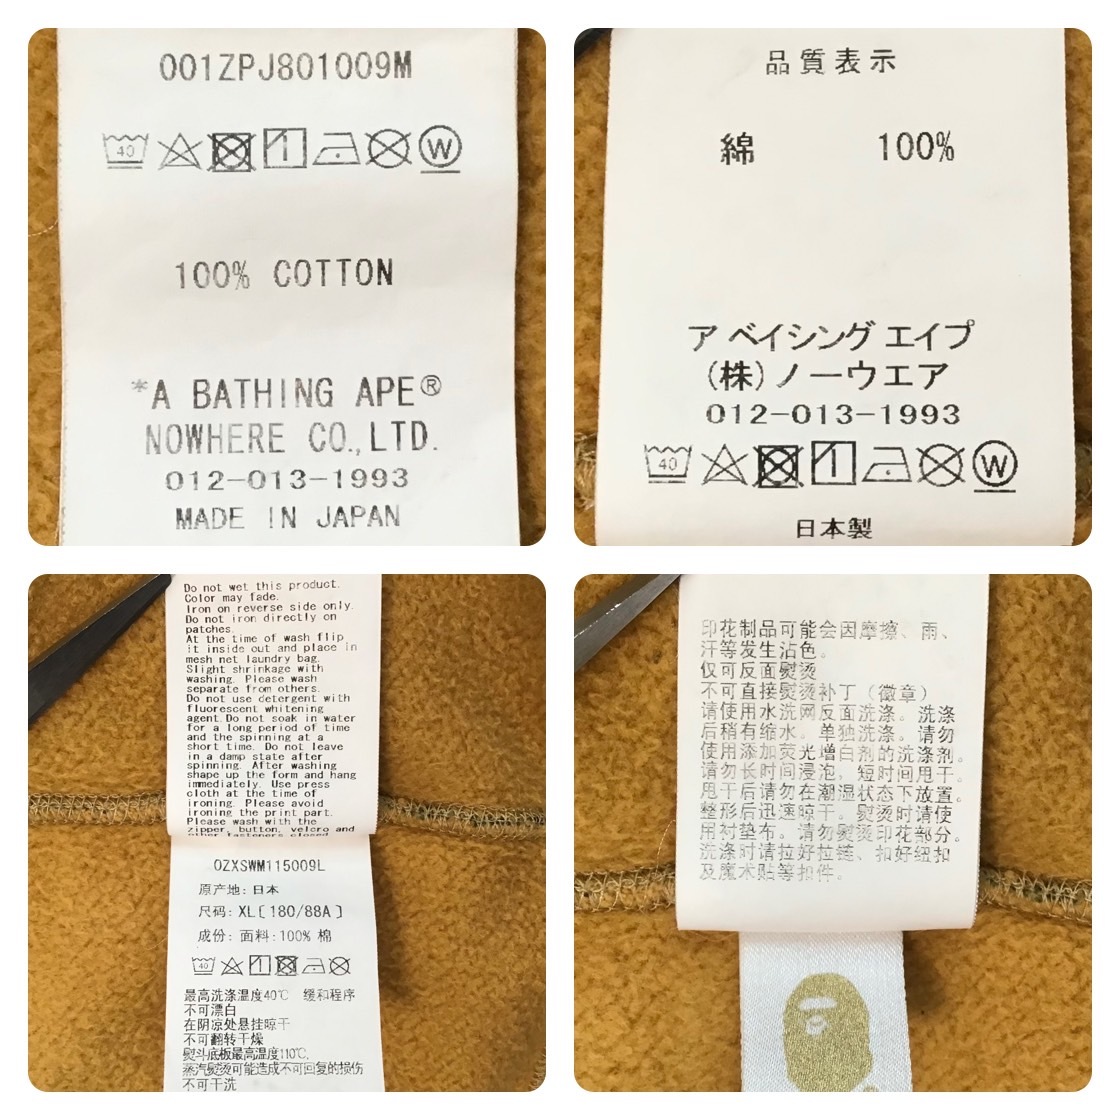 001ZPJ801009M
40 W
100% COTTON
*A BATHING APE®
NOWHERE CO.,LTD.
012-013-1993
MADE IN JAPAN
品質表示
綿 100%
ア ベイシング エイプ
(株)ノーウエア
012-013-1993
40 W
日本製
Do not wet this product.
Color may fade.
Iron on reverse side only.
Do not iron directly on
patches.
At the time of wash flip
it inside out and place in
mesh net laundry bag.
Slight shrinkage with
washing. Please wash
separate from others.
Do not use detergent with
fluorescent whitening
agent.Do not soak in water
for a long period of time
and the spinning at a
short time. Do not leave
in a damp state after
spinning. After washing
shape up the form and hang
immediately. Use press
cloth at the time of
ironing. Please avoid
ironing the print part.
Please wash with the
zipper, button, velcro and
other fasteners closed
0ZXSWM115009L
原产地: 日本
尺码: XL[180/88A]
成份: 面料:100% 棉
40
最高洗涤温度40℃ 缓和程序
不可漂白
在阴凉处悬挂晾干
不可翻转干燥
熨斗底板最高温度110℃,
蒸汽熨烫可能造成不可回复的损伤
不可干洗
印花制品可能会因摩擦、雨、
汗等发生沾色。
仅可反面熨烫
不可直接熨烫补丁（徽章）
请使用水洗网反面洗涤。洗涤
后稍有缩水。单独洗涤。请勿
使用添加荧光增白剂的洗涤剂。
请勿长时间浸泡，短时间甩干。
甩干后请勿在潮湿状态下放置。
整形后迅速晾干。熨烫时请使
用衬垫布。请勿熨烫印花部分。
洗涤时请拉好拉链、扣好纽扣
及魔术贴等扣件。